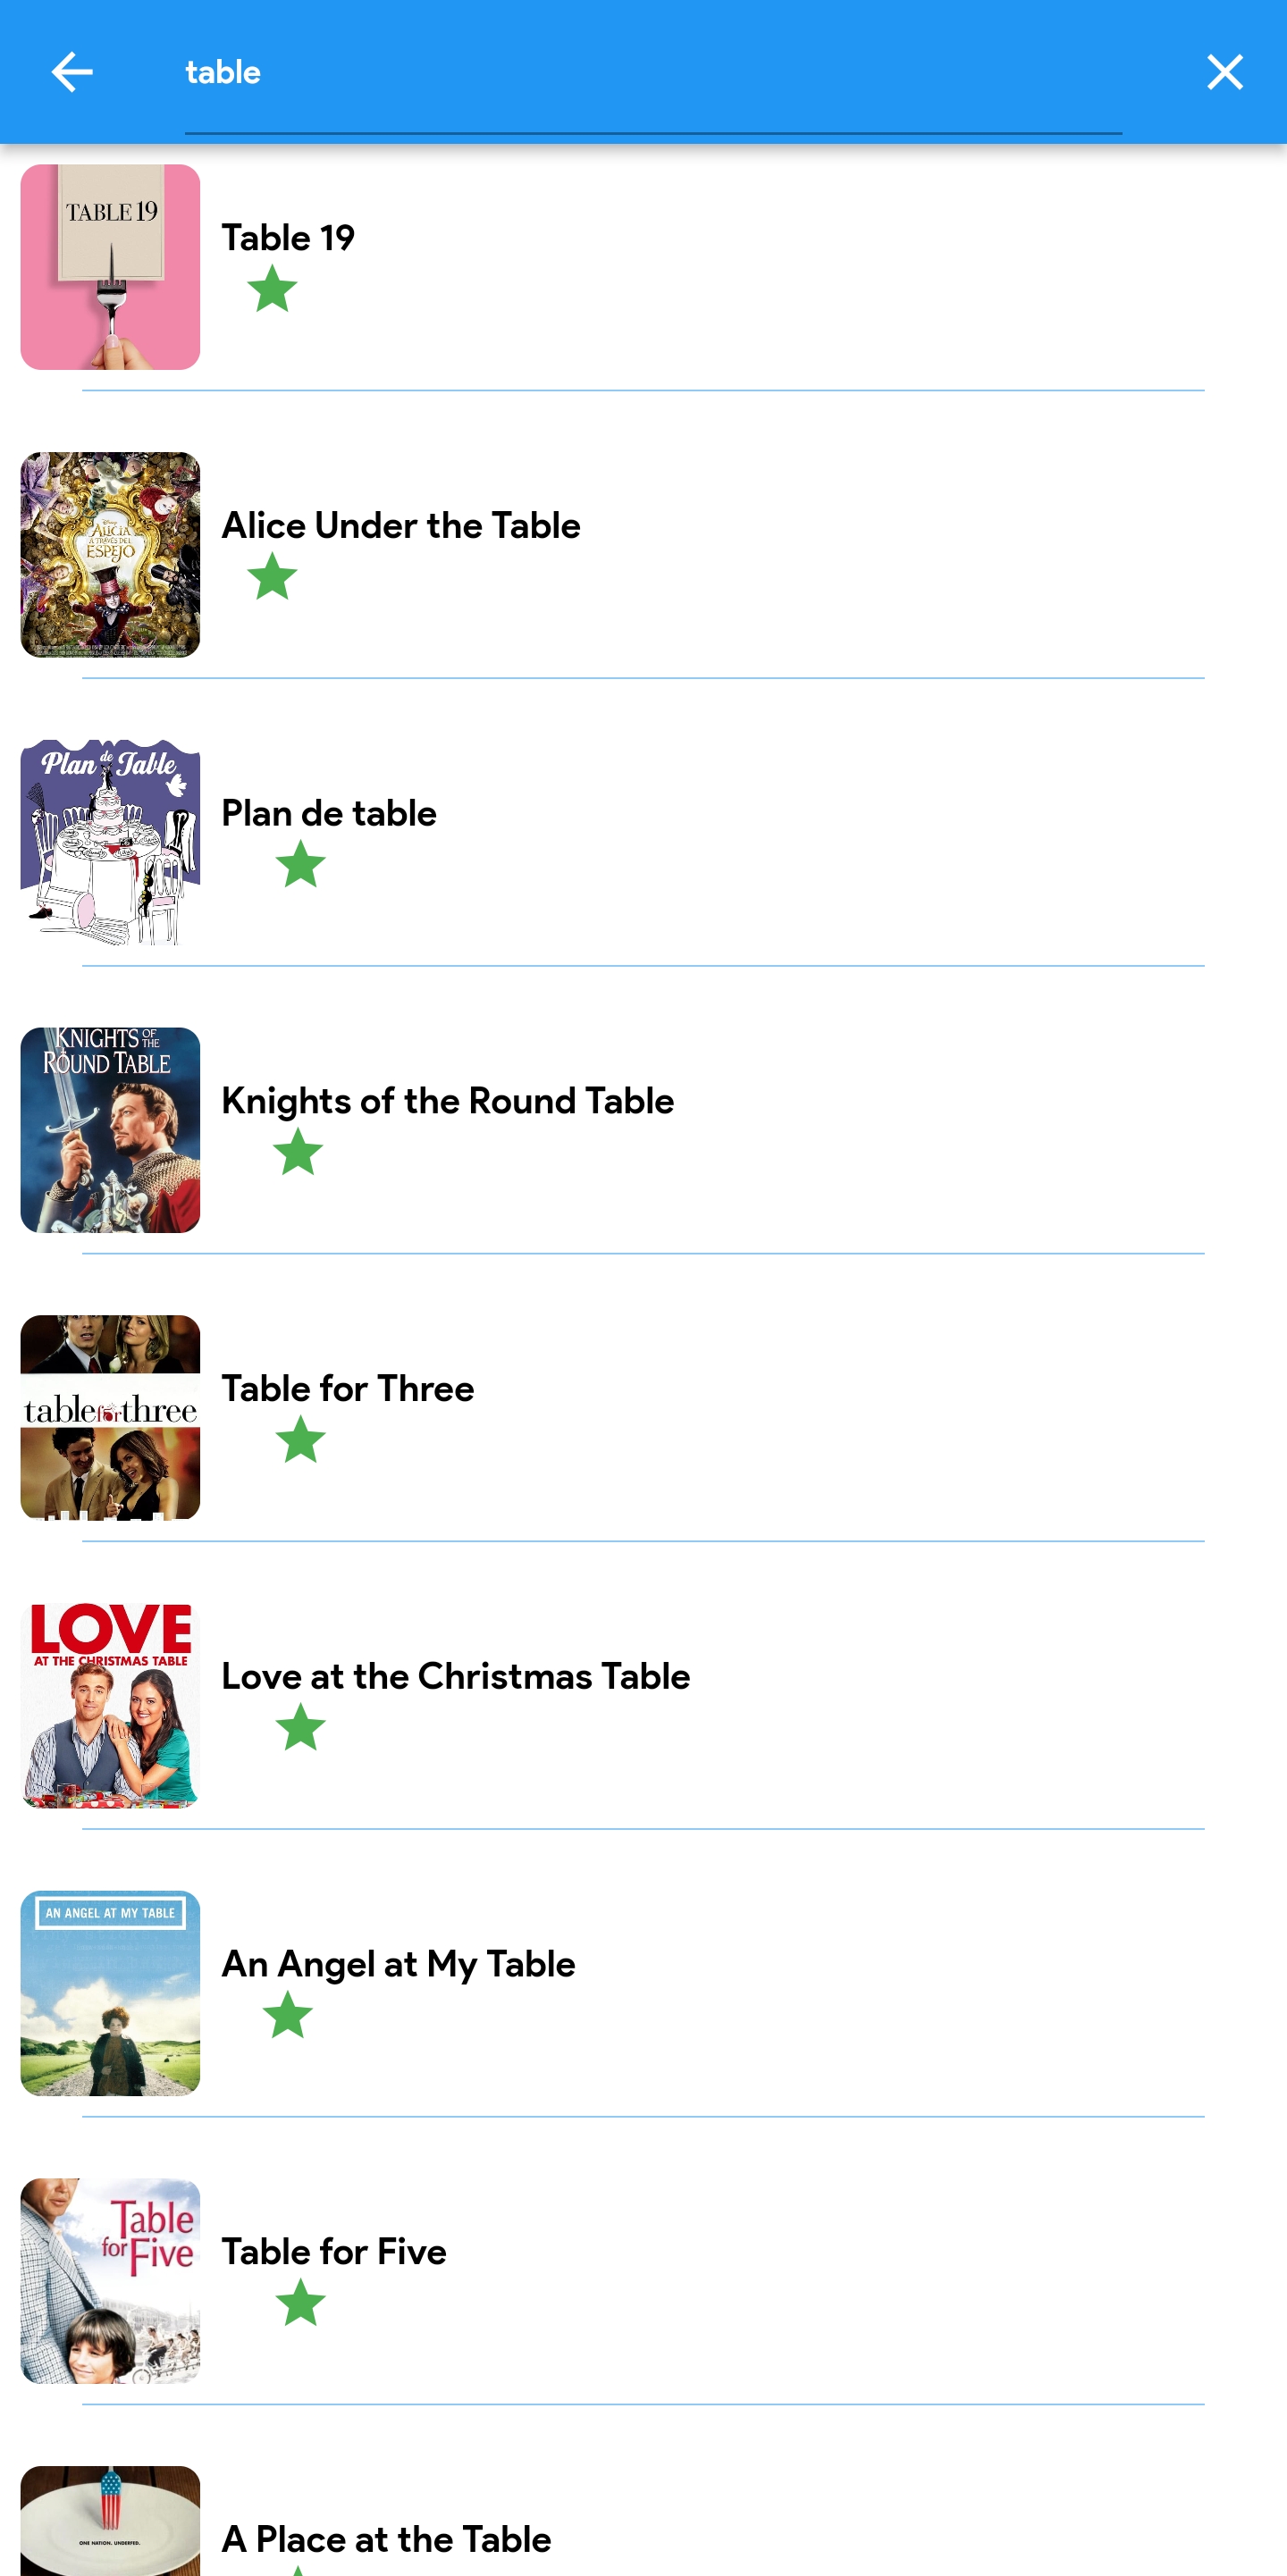 table
TABLE 19
Table 19
Disney
ALICIA
A TRAVÉS DEL
ESPEJO
Alice Under the Table
Plan de Table
Plan de table
KNIGHTS OF THE
ROUND TABLE
Knights of the Round Table
table for three
Table for Three
LOVE
AT THE CHRISTMAS TABLE
Love at the Christmas Table
AN ANGEL AT MY TABLE
An Angel at My Table
Table
for Five
Table for Five
ONE NATION. UNDERFED.
A Place at the Table